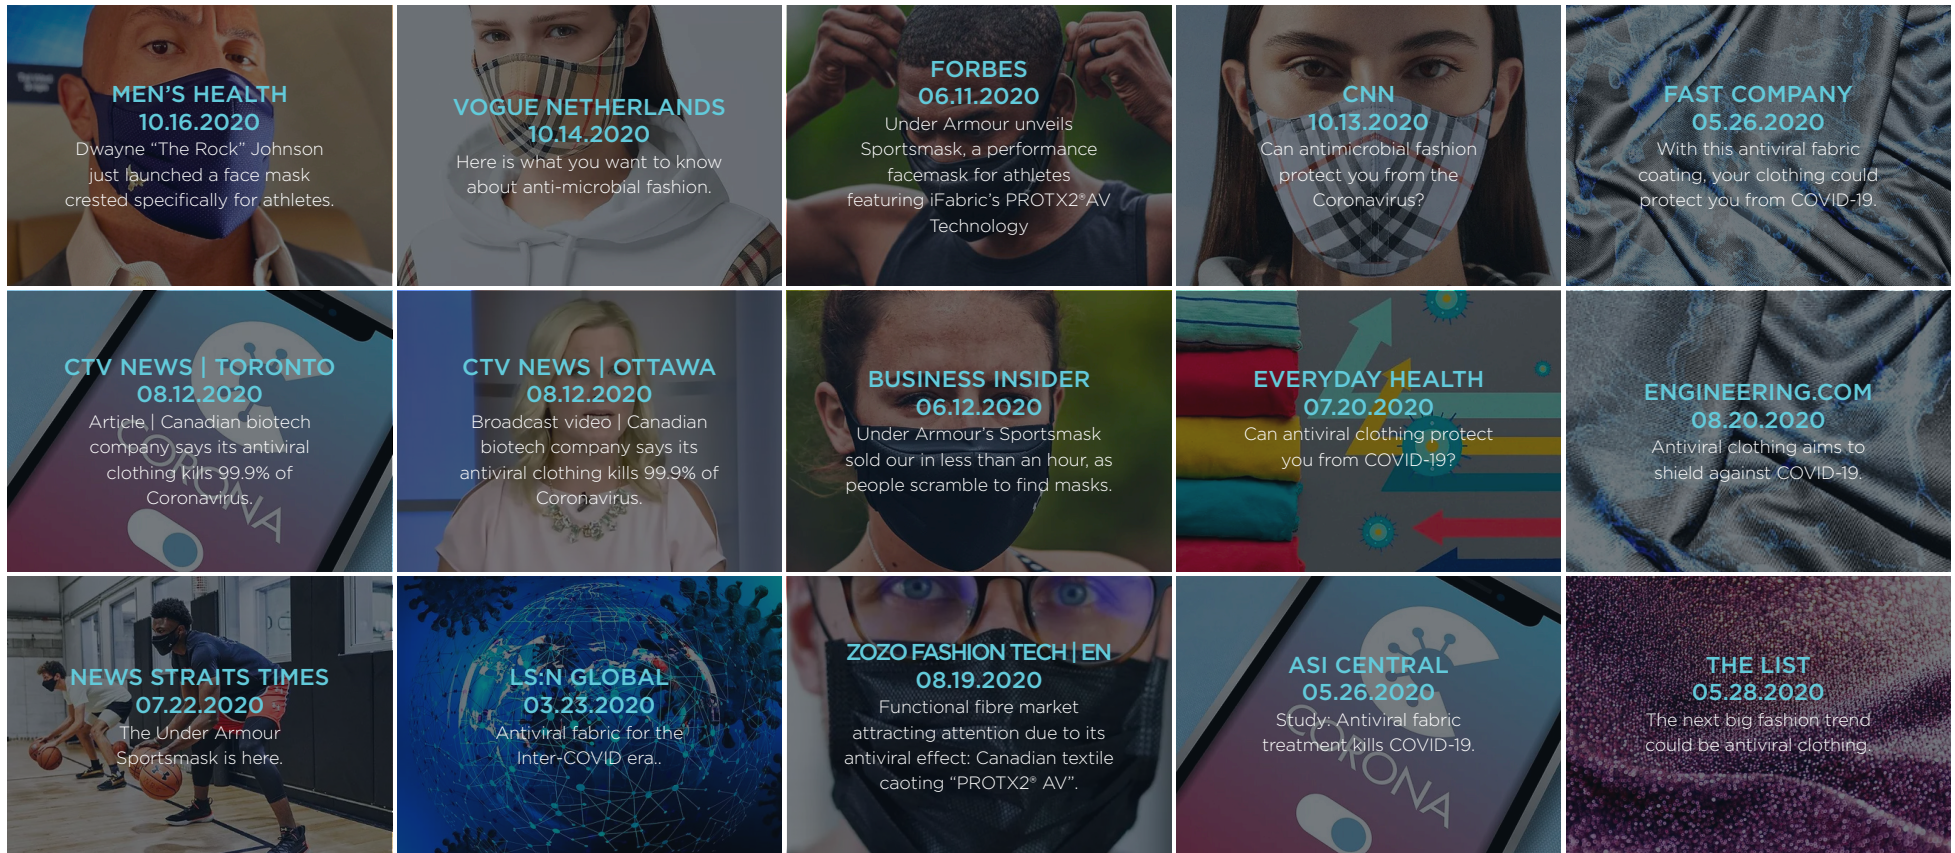 MEN'S HEALTH
10.16.2020
Dwayne “The Rock” Johnson
just launched a face mask
crested specifically for athletes.
VOGUE NETHERLANDS
10.14.2020
Here is what you want to know
about anti-microbial fashion.
FORBES
06.11.2020
Under Armour unveils
Sportsmask, a performance
facemask for athletes
featuring iFabric's PROTX2®AV
Technology
CNN
10.13.2020
Can antimicrobial fashion
protect you from the
Coronavirus?
FAST COMPANY
05.26.2020
With this antiviral fabric
coating, your clothing could
protect you from COVID-19.
CTV NEWS | TORONTO
08.12.2020
Article | Canadian biotech
company says its antiviral
clothing kills 99.9% of
Coronavirus.
CORONA
CTV NEWS | OTTAWA
08.12.2020
Broadcast video | Canadian
biotech company says its
antiviral clothing kills 99.9% of
Coronavirus.
BUSINESS INSIDER
06.12.2020
Under Armour's Sportsmask
sold our in less than an hour, as
people scramble to find masks.
EVERYDAY HEALTH
07.20.2020
Can antiviral clothing protect
you from COVID-19?
ENGINEERING.COM
08.20.2020
Antiviral clothing aims to
shield against COVID-19.
NEWS STRAITS TIMES
07.22.2020
The Under Armour
Sportsmask is here.
LS:N GLOBAL
03.23.2020
Antiviral fabric for the
Inter-COVID era..
ZOZO FASHION TECH | EN
08.19.2020
Functional fibre market
attracting attention due to its
antiviral effect: Canadian textile
caoting “PROTX2® AV”.
ASI CENTRAL
05.26.2020
Study: Antiviral fabric
treatment kills COVID-19.
CORONA
THE LIST
05.28.2020
The next big fashion trend
could be antiviral clothing.